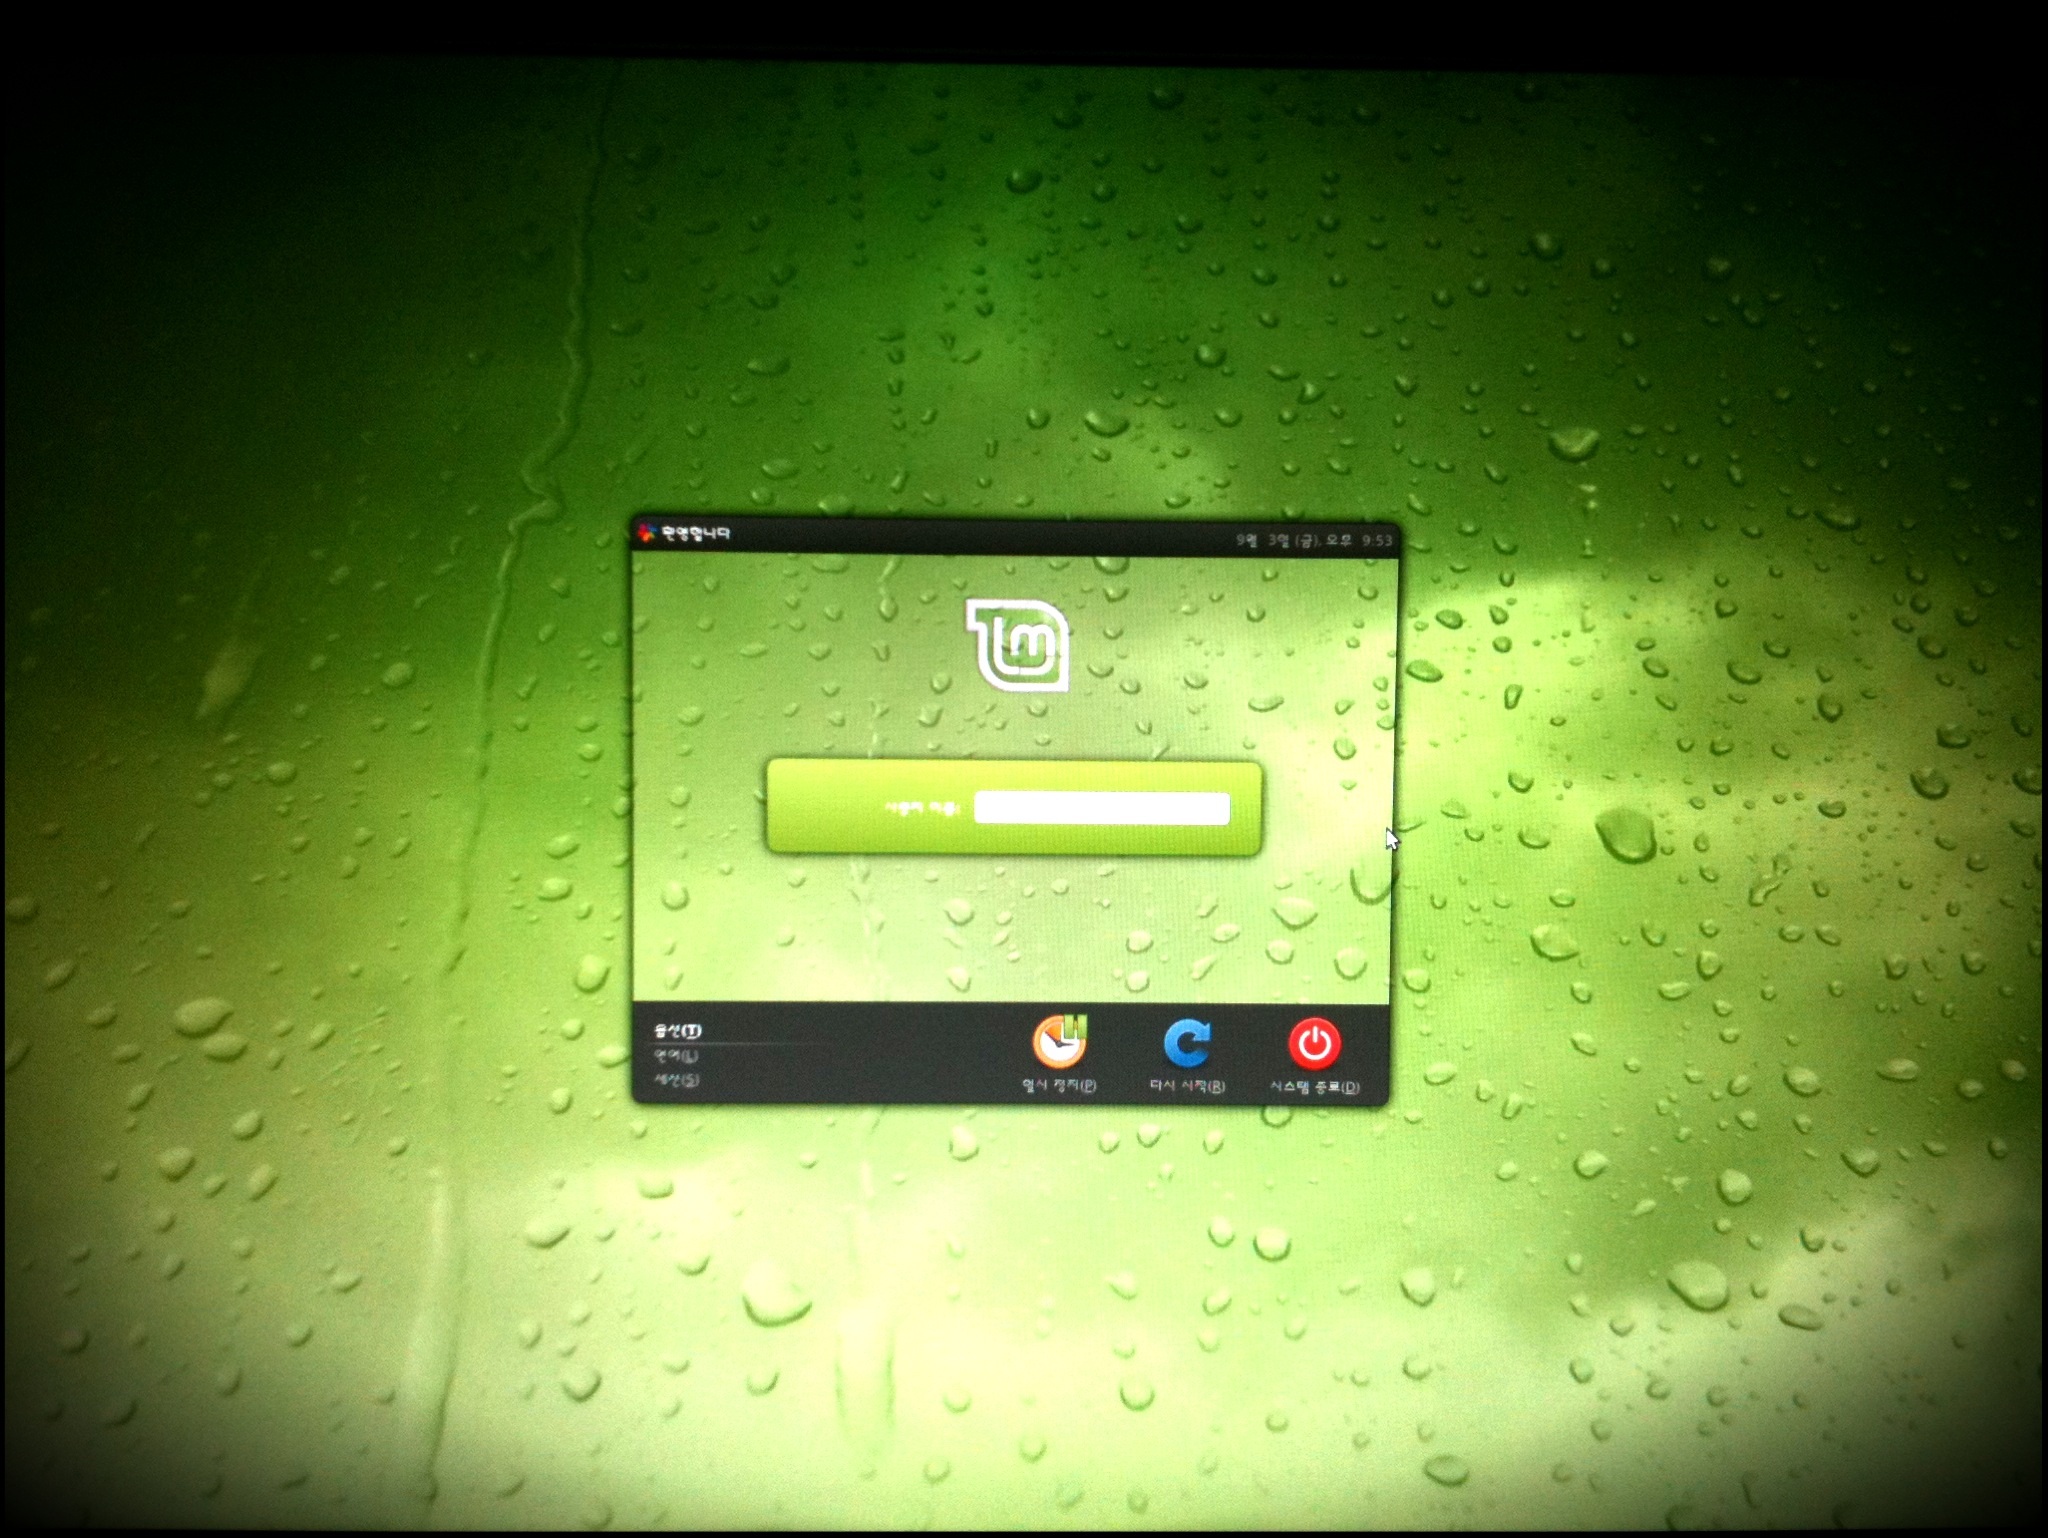 환영합니다
9월 3일 (금), 오후 9:53
lm
사용자 이름:
옵션(T)
언어(L)
세션(S)
일시 정지(P)
다시 시작(R)
시스템 종료(D)